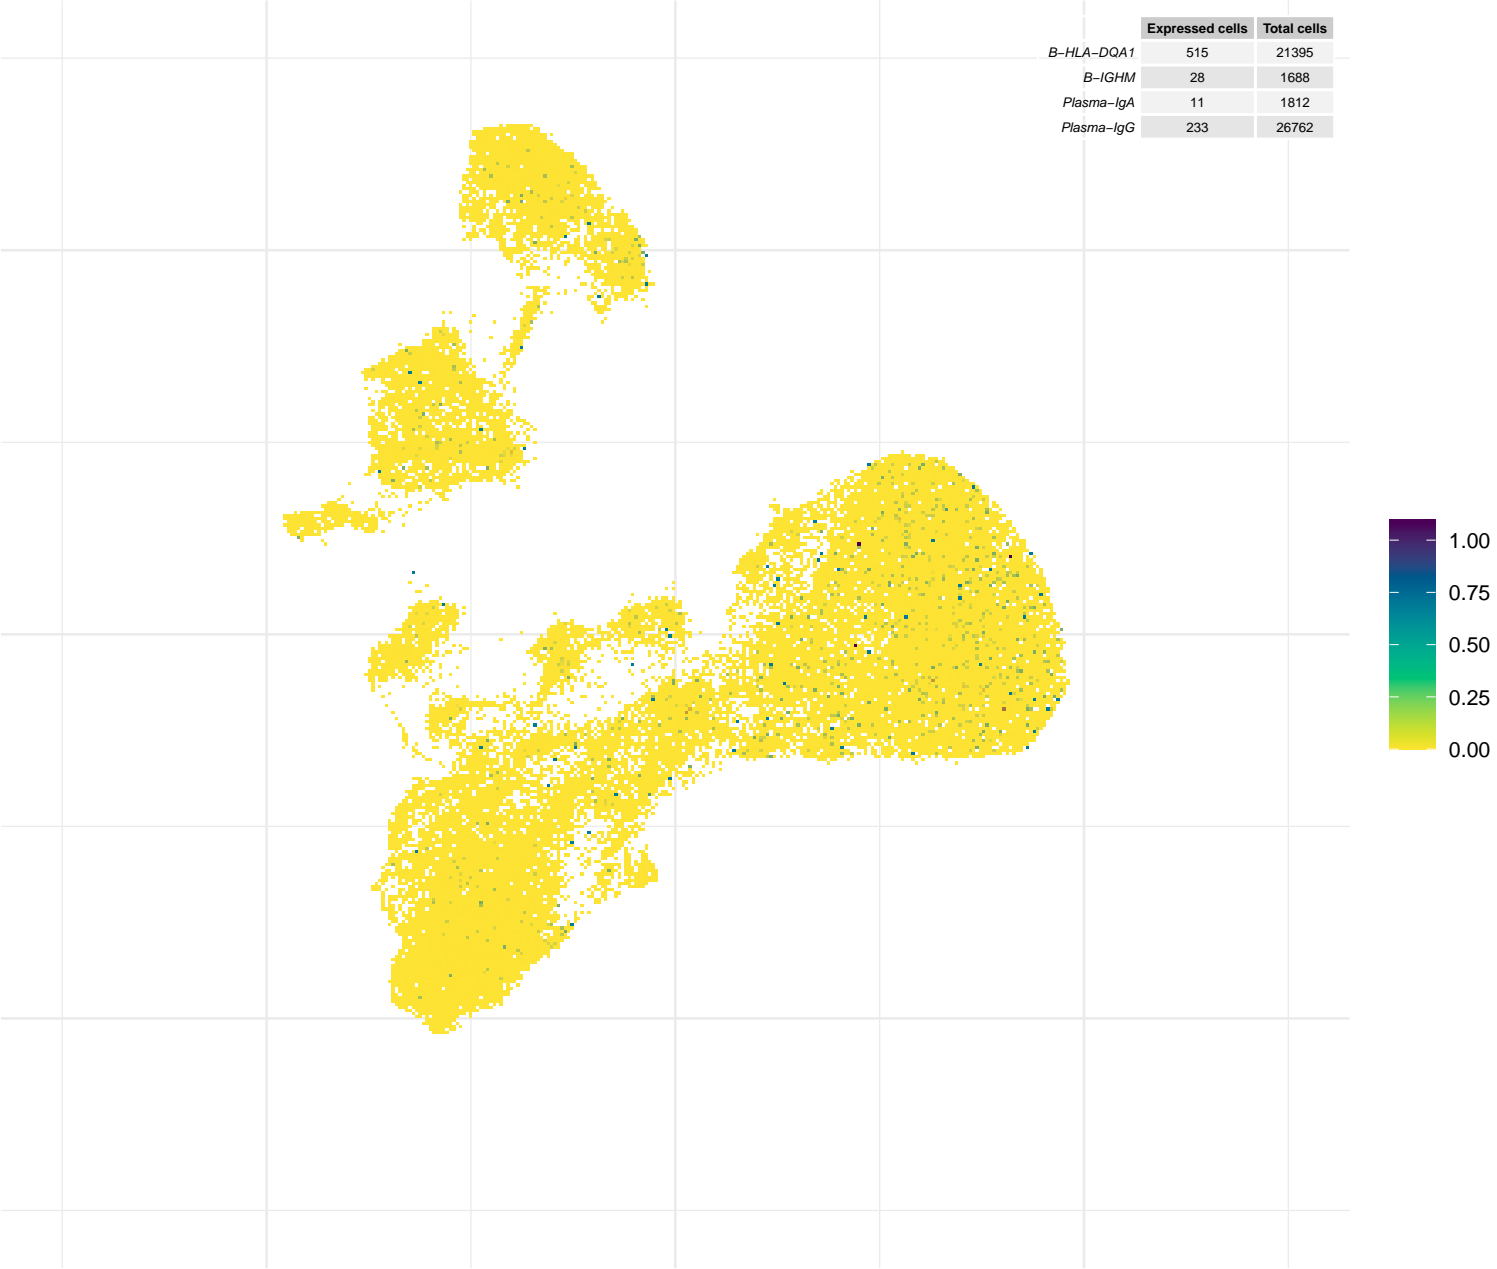 Expressed cells Total cells
B−HLA−DQA1 515 21395
B−IGHM 28 1688
Plasma−IgA 11 1812
Plasma−IgG 233 26762
1.00
0.75
0.50
0.25
0.00